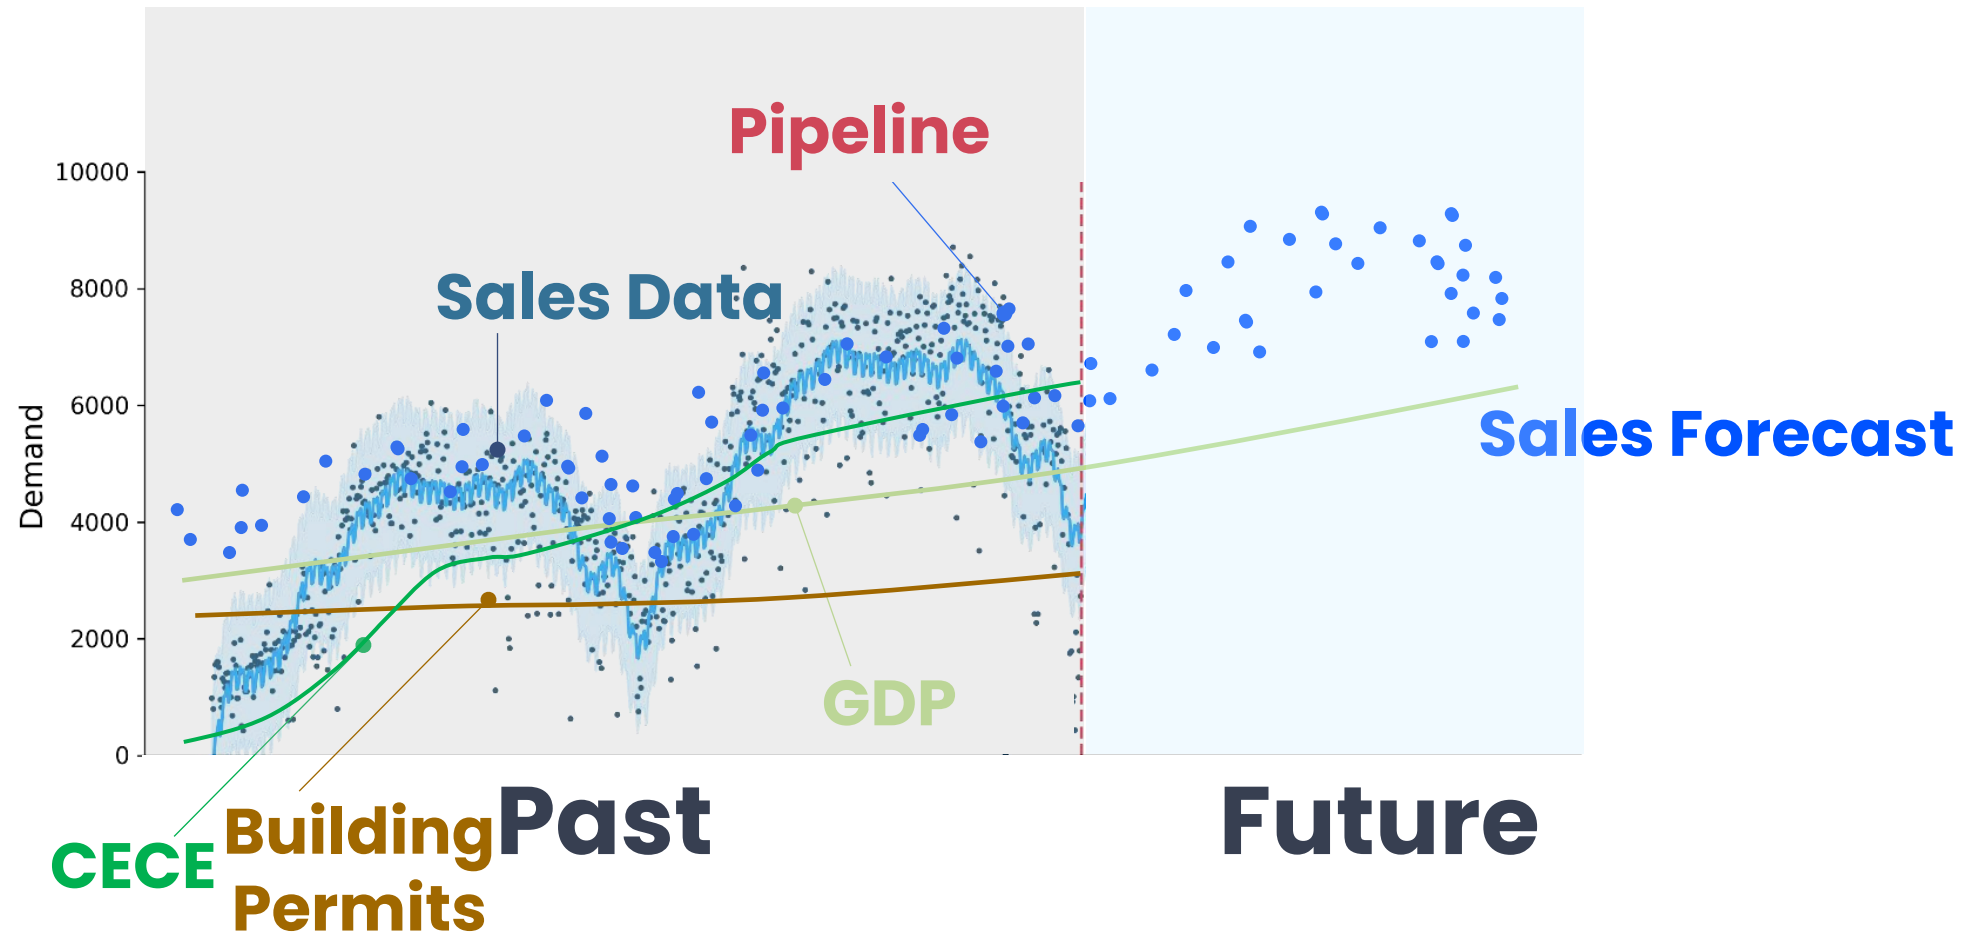 Pipeline
10000
8000
Sales Data
6000
Sales Forecast
Demand
4000
2000
GDP
0
Past
Future
Building
Permits
CECE